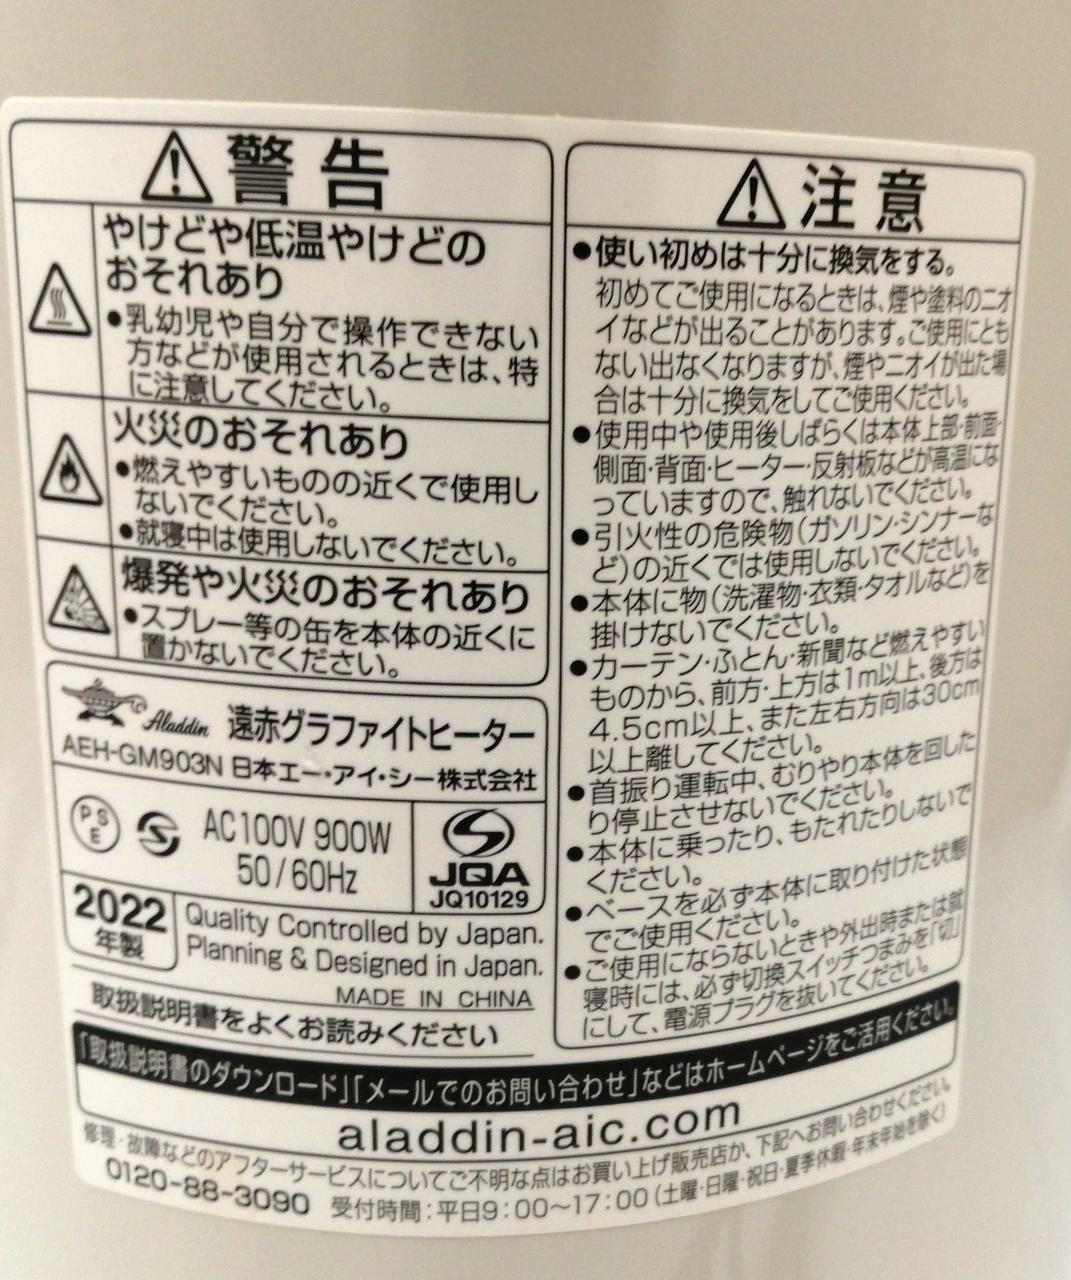 警告
やけどや低温やけどの
おそれあり
●乳幼児や自分で操作できない
方などが使用されるときは、特
に注意してください。
火災のおそれあり
●燃えやすいものの近くで使用し
ないでください。
●就寝中は使用しないでください。
爆発や火災のおそれあり
●スプレー等の缶を本体の近くに
置かないでください。
Aladdin 遠赤グラファイトヒーター
AEH-GM903N 日本エー・アイ・シー株式会社
PSE
AC100V 900W
50/60Hz
JQA
JQ10129
2022
年製
Quality Controlled by Japan.
Planning & Designed in Japan.
MADE IN CHINA
取扱説明書をよくお読みください
注意
●使い初めは十分に換気をする。
初めてご使用になるときは、煙や塗料のニオ
イなどが出ることがあります。ご使用にとも
ない出なくなりますが、煙やニオイが出た場
合は十分に換気をしてご使用ください。
●使用中や使用後しばらくは本体上部・前面・
側面・背面・ヒーター・反射板などが高温にな
っていますので、触れないでください。
●引火性の危険物(ガソリン・シンナーな
ど)の近くでは使用しないでください。
●本体に物(洗濯物・衣類・タオルなど)を
掛けないでください。
●カーテン・ふとん・新聞など燃えやすい
ものから、前方・上方は1m以上、後方は
4.5cm以上、また左右方向は30cm
以上離してください。
●首振り運転中、むりやり本体を回した
り停止させないでください。
●本体に乗ったり、もたれたりしないで
ください。
●ベースを必ず本体に取り付けた状態
でご使用ください。
●ご使用にならないときや外出時または就
寝時には、必ず切換スイッチつまみを「切」
にして、電源プラグを抜いてください。
「取扱説明書のダウンロード」「メールでのお問い合わせ」などはホームページをご活用ください。
aladdin-aic.com
修理・故障などのアフターサービスについてご不明な点はお買い上げ販売店か、下記へお問い合わせください。
0120-88-3090 受付時間:平日9:00〜17:00(土曜・日曜・祝日・夏季休暇・年末年始を除く)